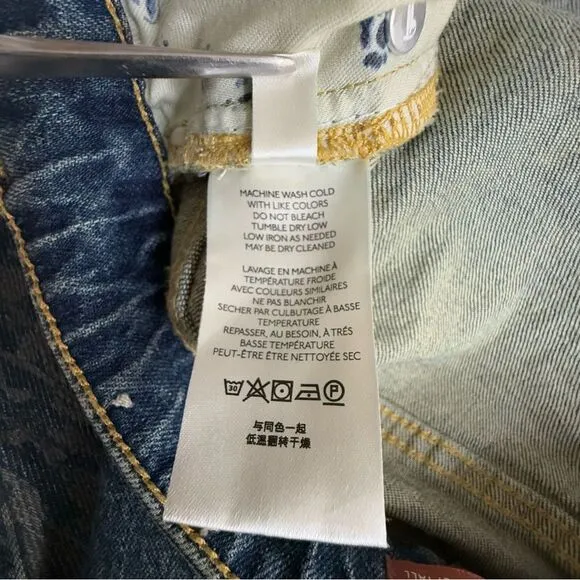 MACHINE WASH COLD
WITH LIKE COLORS
DO NOT BLEACH
TUMBLE DRY LOW
LOW IRON AS NEEDED
MAY BE DRY CLEANED
LAVAGE EN MACHINE À
TEMPÉRATURE FROIDE
AVEC COULEURS SIMILAIRES
NE PAS BLANCHIR
SECHER PAR CULBUTAGE À BASSE
TEMPERATURE
REPASSER, AU BESOIN, À TRÉS
BASSE TEMPÉRATURE
PEUT-ÊTRE ÊTRE NETTOYÉE SEC
30 P
与同色一起
低温翻转干燥